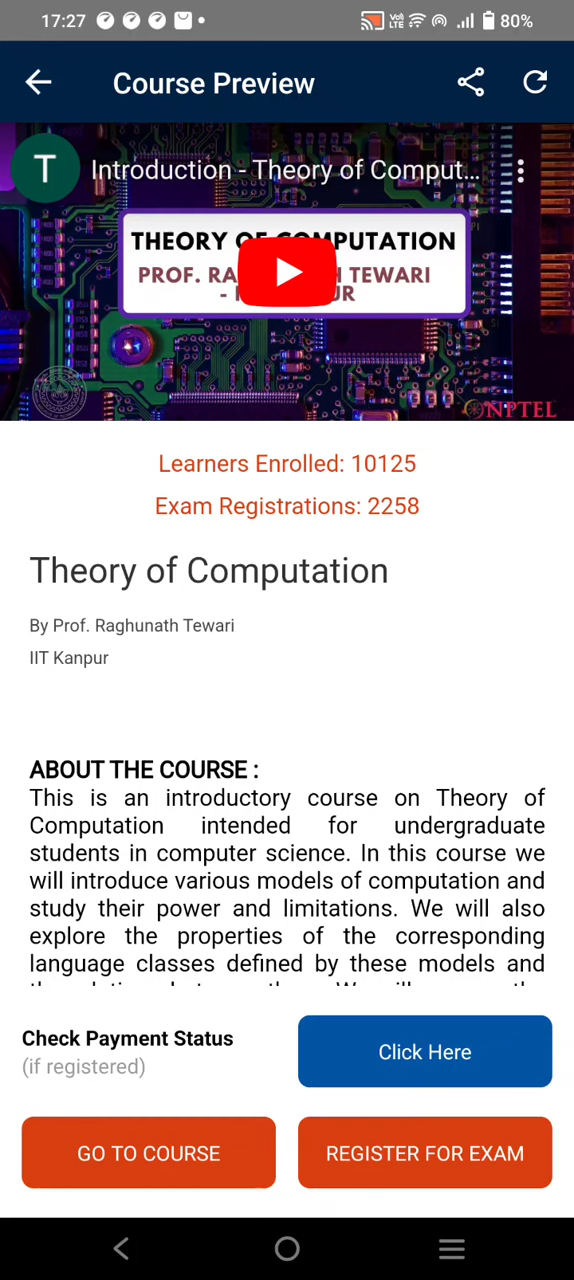 17:27
VoD LTE
80%
Course Preview
T
Introduction - Theory of Comput...
THEORY OF COMPUTATION
PROF. RA H TEWARI
UR
NPTEL
Learners Enrolled: 10125
Exam Registrations: 2258
Theory of Computation
By Prof. Raghunath Tewari
IIT Kanpur
ABOUT THE COURSE :
This is an introductory course on Theory of
Computation intended for undergraduate
students in computer science. In this course we
will introduce various models of computation and
study their power and limitations. We will also
explore the properties of the corresponding
language classes defined by these models and
Check Payment Status
(if registered)
Click Here
GO TO COURSE
REGISTER FOR EXAM